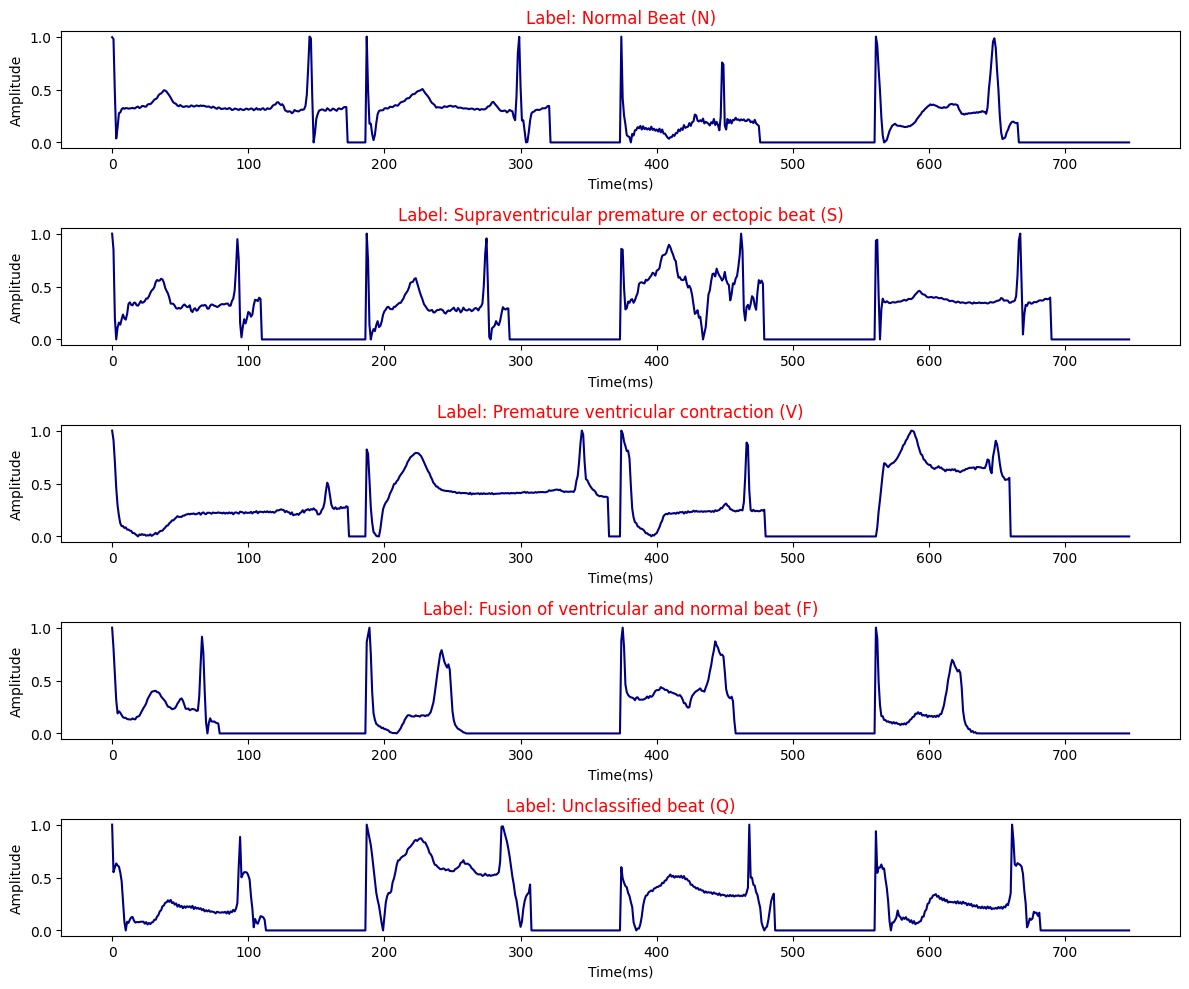 Label: Normal Beat (N)
1.0
0.5
0.0
Amplitude
0 100 200 300 400 500 600 700
Time(ms)
Label: Supraventricular premature or ectopic beat (S)
1.0
0.5
0.0
Amplitude
0 100 200 300 400 500 600 700
Time(ms)
Label: Premature ventricular contraction (V)
1.0
0.5
0.0
Amplitude
0 100 200 300 400 500 600 700
Time(ms)
Label: Fusion of ventricular and normal beat (F)
1.0
0.5
0.0
Amplitude
0 100 200 300 400 500 600 700
Time(ms)
Label: Unclassified beat (Q)
1.0
0.5
0.0
Amplitude
0 100 200 300 400 500 600 700
Time(ms)